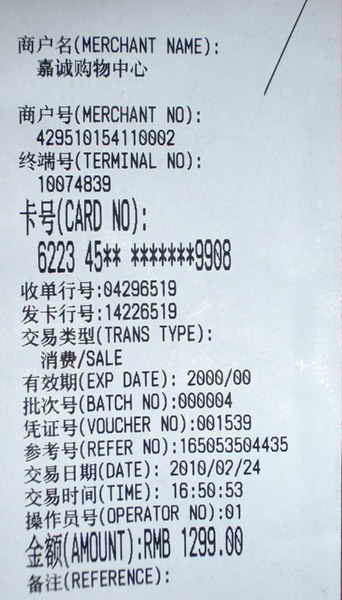 商户名(MERCHANT NAME):
嘉诚购物中心
商户号(MERCHANT NO):
429510154110002
终端号(TERMINAL NO):
10074839
卡号(CARD NO):
6223 45** *******9908
收单行号:04296519
发卡行号:14226519
交易类型(TRANS TYPE):
消费/SALE
有效期(EXP DATE): 2000/00
批次号(BATCH NO):000004
凭证号(VOUCHER NO):001539
参考号(REFER NO):165053504435
交易日期(DATE): 2010/02/24
交易时间(TIME): 16:50:53
操作员号(OPERATOR NO):01
金额(AMOUNT):RMB 1299.00
备注(REFERENCE):